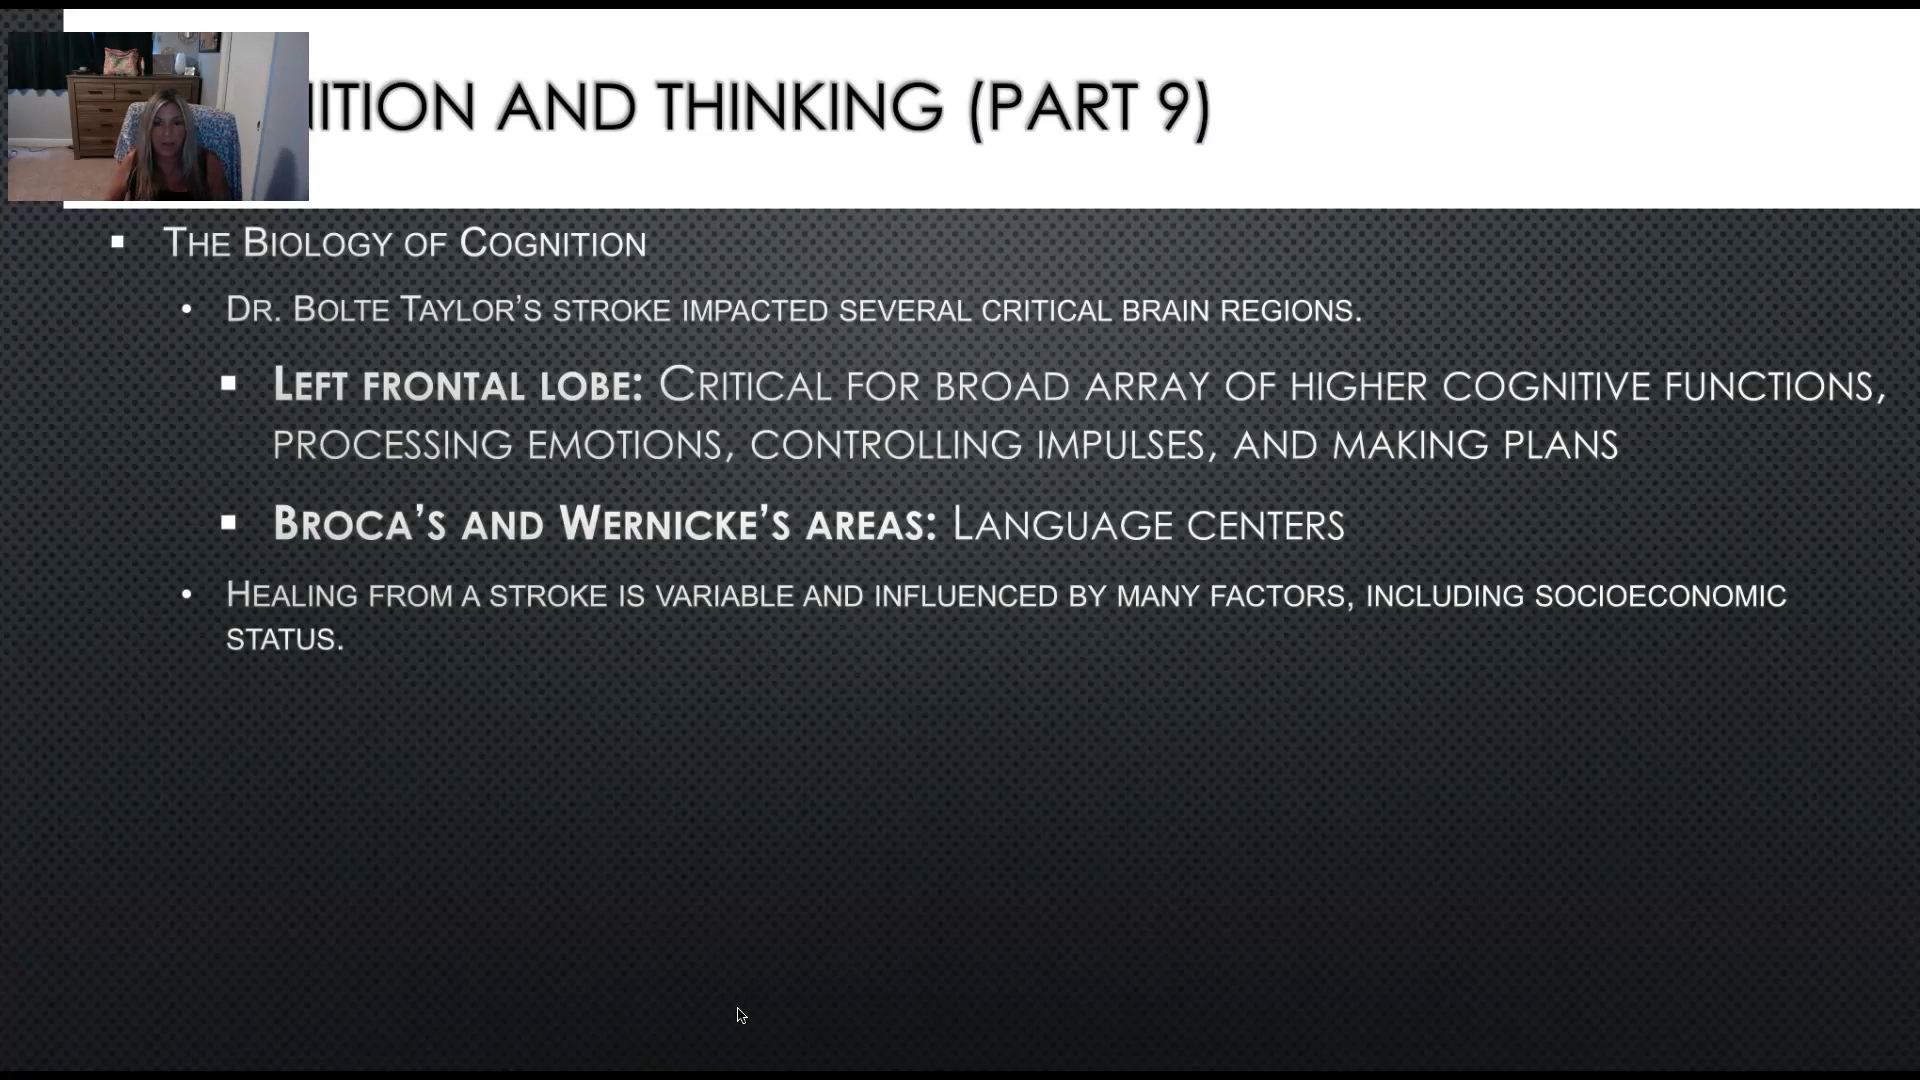 NITION AND THINKING (PART 9)
THE BIOLOGY OF COGNITION
DR. BOLTE TAYLOR’S STROKE IMPACTED SEVERAL CRITICAL BRAIN REGIONS.
LEFT FRONTAL LOBE: CRITICAL FOR BROAD ARRAY OF HIGHER COGNITIVE FUNCTIONS,
PROCESSING EMOTIONS, CONTROLLING IMPULSES, AND MAKING PLANS
BROCA’S AND WERNICKE’S AREAS: LANGUAGE CENTERS
HEALING FROM A STROKE IS VARIABLE AND INFLUENCED BY MANY FACTORS, INCLUDING SOCIOECONOMIC
STATUS.